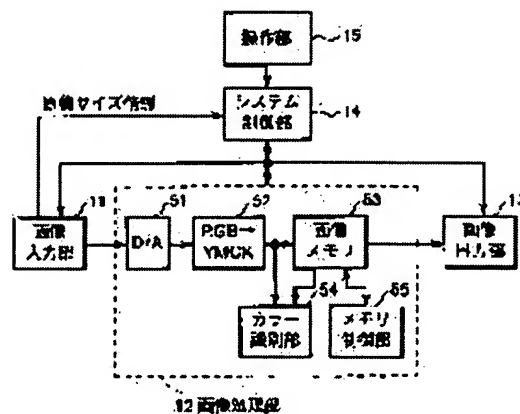 操作部
15
システム
制御部
14
原稿サイズ情報
11
画像
入力部
51
D/A
52
RGB→
YMCK
53
画像
メモリ
13
画像
出力部
54
カラー
識別部
55
メモリ
制御部
12 画像処理部